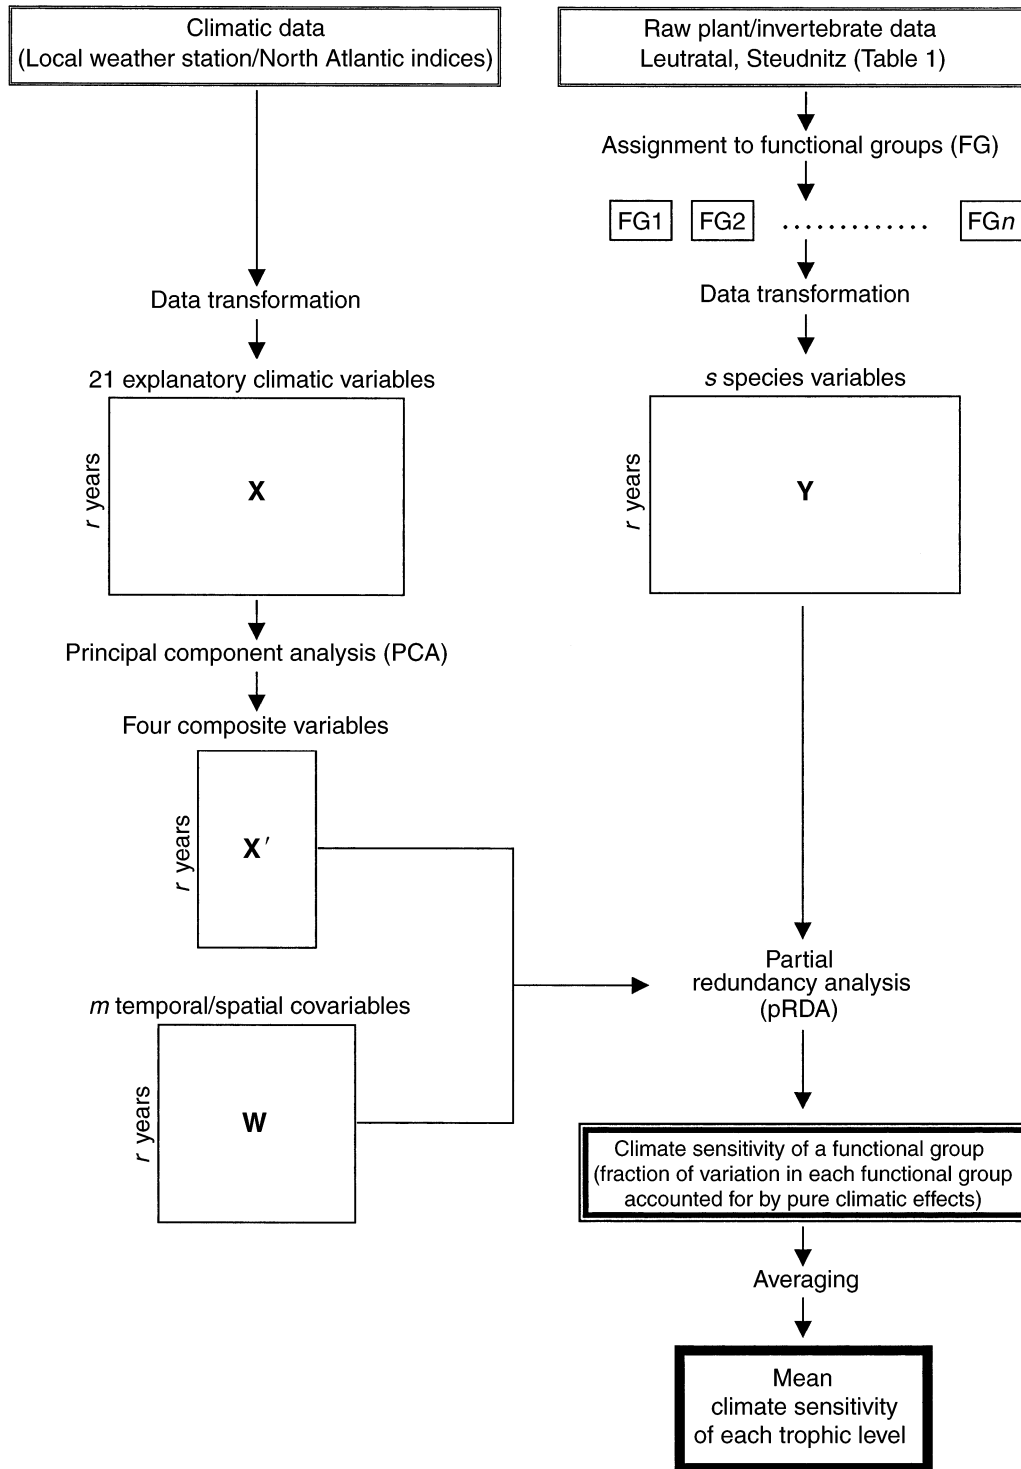 Climatic data
(Local weather station/North Atlantic indices)
Data transformation
21 explanatory climatic variables
r years
X
Principal component analysis (PCA)
Four composite variables
r years
X′
m temporal/spatial covariables
r years
W
Raw plant/invertebrate data
Leutratal, Steudnitz (Table 1)
Assignment to functional groups (FG)
FG1 FG2 ............. FGn
Data transformation
s species variables
r years
Y
Partial
redundancy analysis
(pRDA)
Climate sensitivity of a functional group
(fraction of variation in each functional group
accounted for by pure climatic effects)
Averaging
Mean
climate sensitivity
of each trophic level